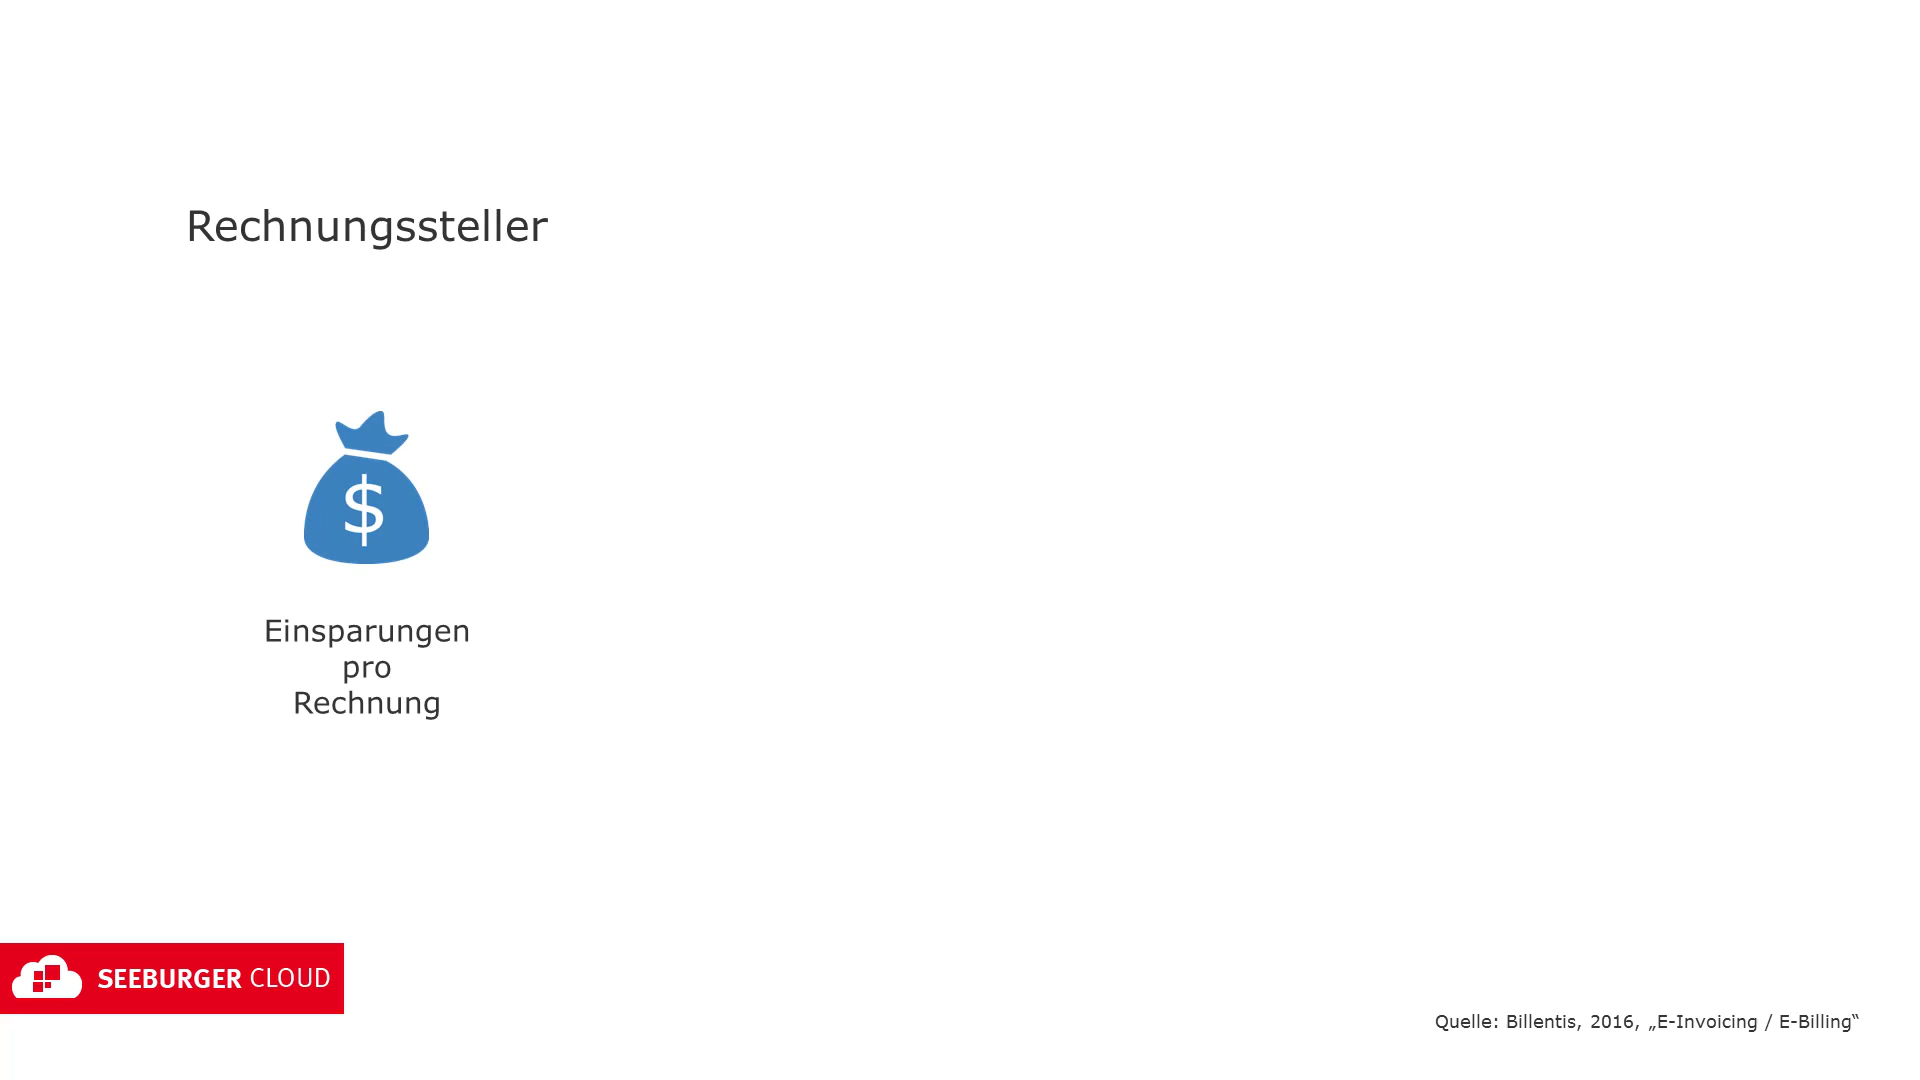 Rechnungssteller
$
Einsparungen
pro
Rechnung
SEEBURGER CLOUD
Quelle: Billentis, 2016, „E-Invoicing / E-Billing“